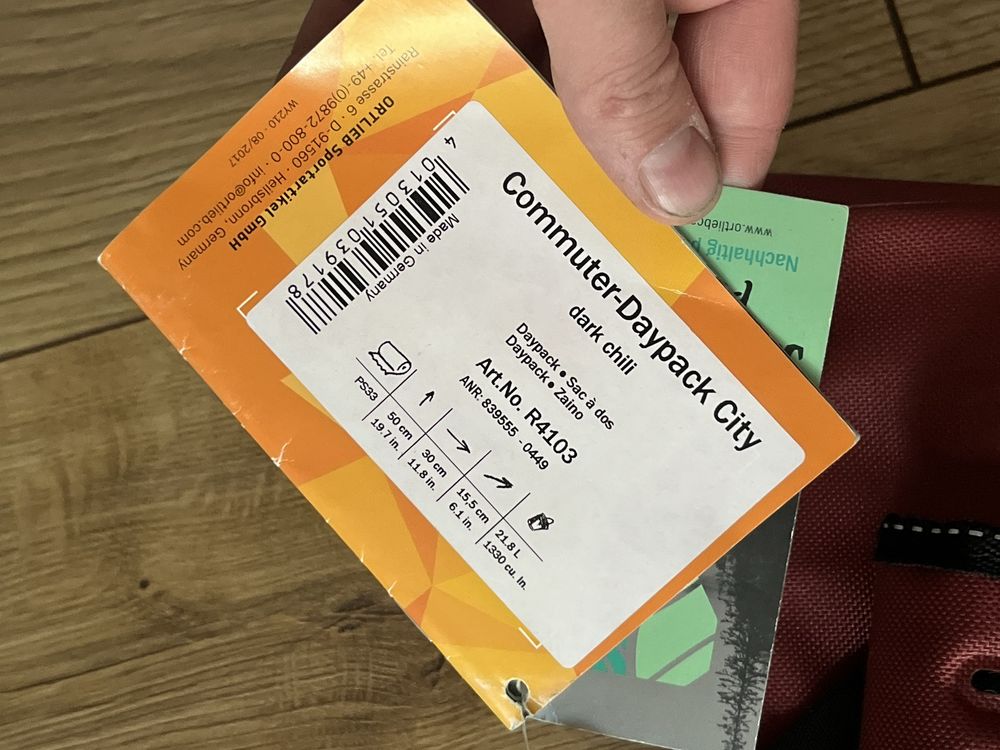 Commuter-Daypack City
dark chili
Daypack • Sac à dos
Daypack • Zaino
Art.No. R4103
ANR: 839555 - 0449
PS33
50 cm
19.7 in.
30 cm
11.8 in.
15,5 cm
6.1 in.
21.8 L
1330 cu. in.
Made in Germany
4 013051 039178
ORTLIEB Sportartikel GmbH
Rainstrasse 6 · D-91560 · Heilsbronn, Germany
Tel. +49-(0)9872-800-0 · info@ortlieb.com
WY210 - 08/2017
Nachhaltig